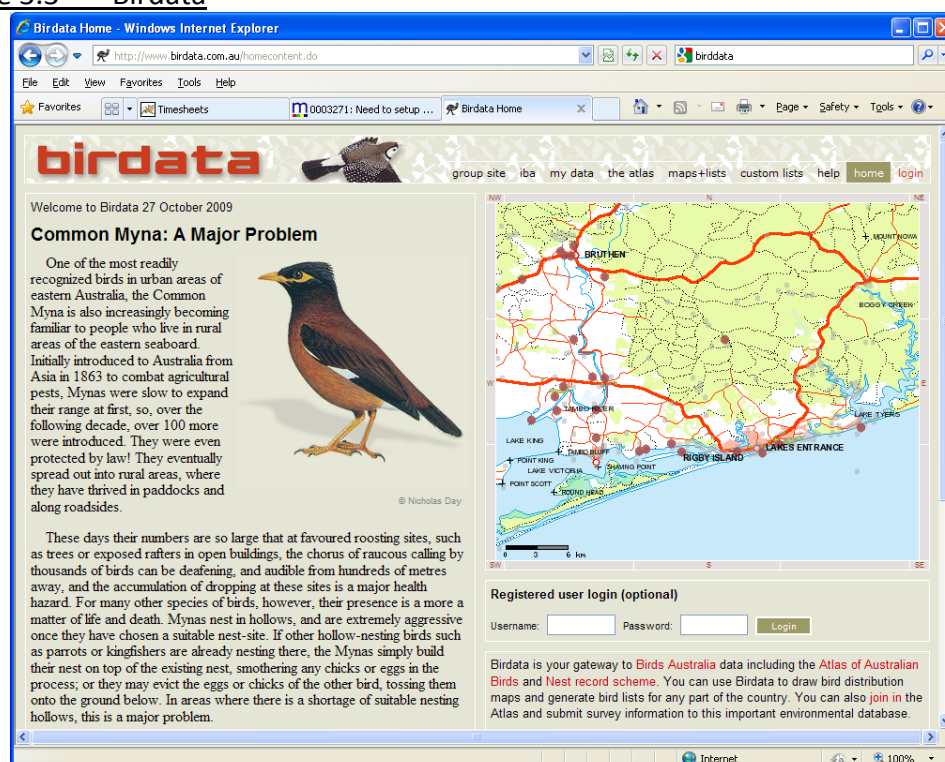 Birdata
Birdata Home - Windows Internet Explorer
http://www.birdata.com.au/homecontent.do
birddata
File Edit View Favorites Tools Help
Favorites
Timesheets
0003271: Need to setup ...
Birdata Home
Page
Safety
Tools
birdata
group site iba my data the atlas maps+lists custom lists help home login
Welcome to Birdata 27 October 2009
Common Myna: A Major Problem
One of the most readily
recognized birds in urban areas of
eastern Australia, the Common
Myna is also increasingly becoming
familiar to people who live in rural
areas of the eastern seaboard.
Initially introduced to Australia from
Asia in 1863 to combat agricultural
pests, Mynas were slow to expand
their range at first, so, over the
following decade, over 100 more
were introduced. They were even
protected by law! They eventually
spread out into rural areas, where
they have thrived in paddocks and
along roadsides.
© Nicholas Day
These days their numbers are so large that at favoured roosting sites, such
as trees or exposed rafters in open buildings, the chorus of raucous calling by
thousands of birds can be deafening, and audible from hundreds of metres
away, and the accumulation of dropping at these sites is a major health
hazard. For many other species of birds, however, their presence is a more a
matter of life and death. Mynas nest in hollows, and are extremely aggressive
once they have chosen a suitable nest-site. If other hollow-nesting birds such
as parrots or kingfishers are already nesting there, the Mynas simply build
their nest on top of the existing nest, smothering any chicks or eggs in the
process; or they may evict the eggs or chicks of the other bird, tossing them
onto the ground below. In areas where there is a shortage of suitable nesting
hollows, this is a major problem.
NW N NE
MOUNT NOWA
BRUTHEN
BOGGY CREEK
W E
TAMBO RIVER
LAKE TYERS
LAKE KING
LAKES ENTRANCE
TAMBO BLUFF
RIGBY ISLAND
POINT KING
SHAVING POINT
LAKE VICTORIA
POINT SCOTT
ROUND HEAD
0 3 6 km
SW S SE
Registered user login (optional)
Username: Password: Login
Birdata is your gateway to Birds Australia data including the Atlas of Australian
Birds and Nest record scheme. You can use Birdata to draw bird distribution
maps and generate bird lists for any part of the country. You can also join in the
Atlas and submit survey information to this important environmental database.
Internet
100%